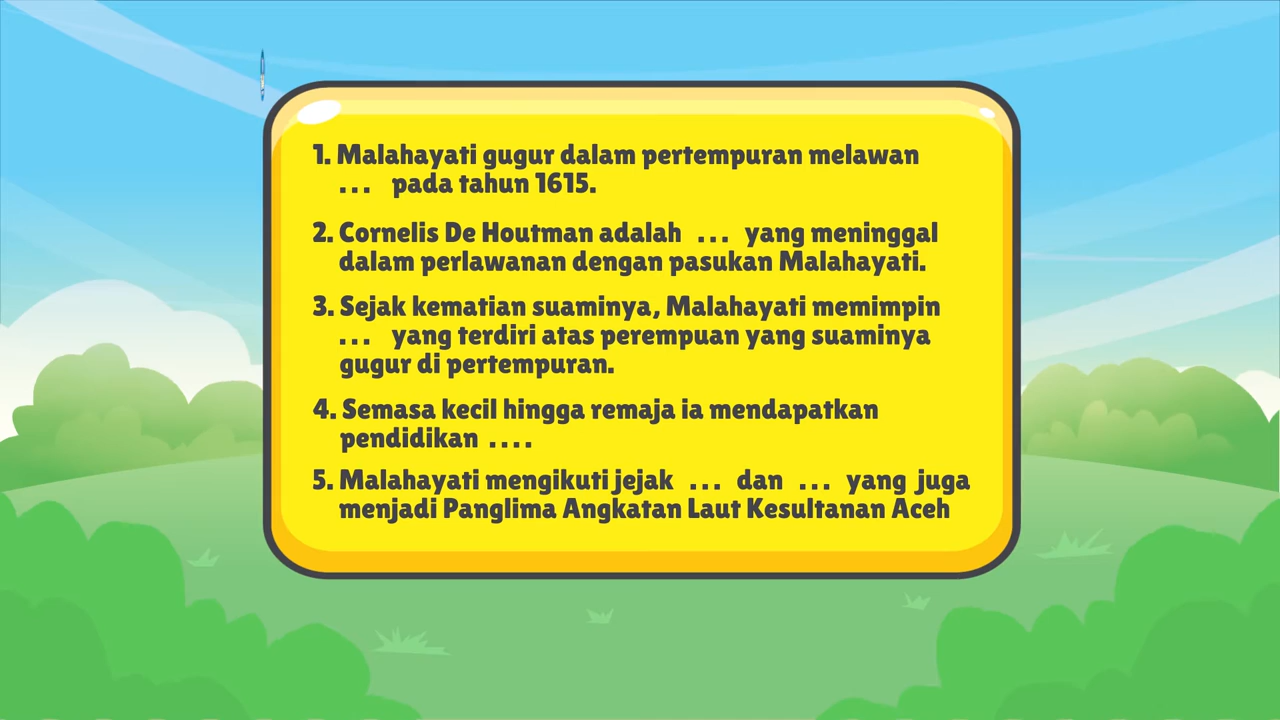 1. Malahayati gugur dalam pertempuran melawan
... pada tahun 1615.
2. Cornelis De Houtman adalah ... yang meninggal
dalam perlawanan dengan pasukan Malahayati.
3. Sejak kematian suaminya, Malahayati memimpin
... yang terdiri atas perempuan yang suaminya
gugur di pertempuran.
4. Semasa kecil hingga remaja ia mendapatkan
pendidikan ....
5. Malahayati mengikuti jejak ... dan ... yang juga
menjadi Panglima Angkatan Laut Kesultanan Aceh